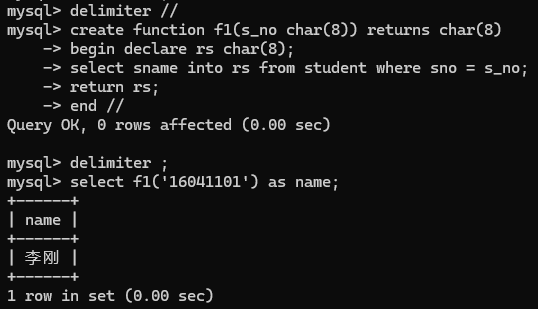 mysql> delimiter //
mysql> create function f1(s_no char(8)) returns char(8)
    -> begin declare rs char(8);
    -> select sname into rs from student where sno = s_no;
    -> return rs;
    -> end //
Query OK, 0 rows affected (0.00 sec)

mysql> delimiter ;
mysql> select f1('16041101') as name;
+------+
| name |
+------+
| 李刚 |
+------+
1 row in set (0.00 sec)